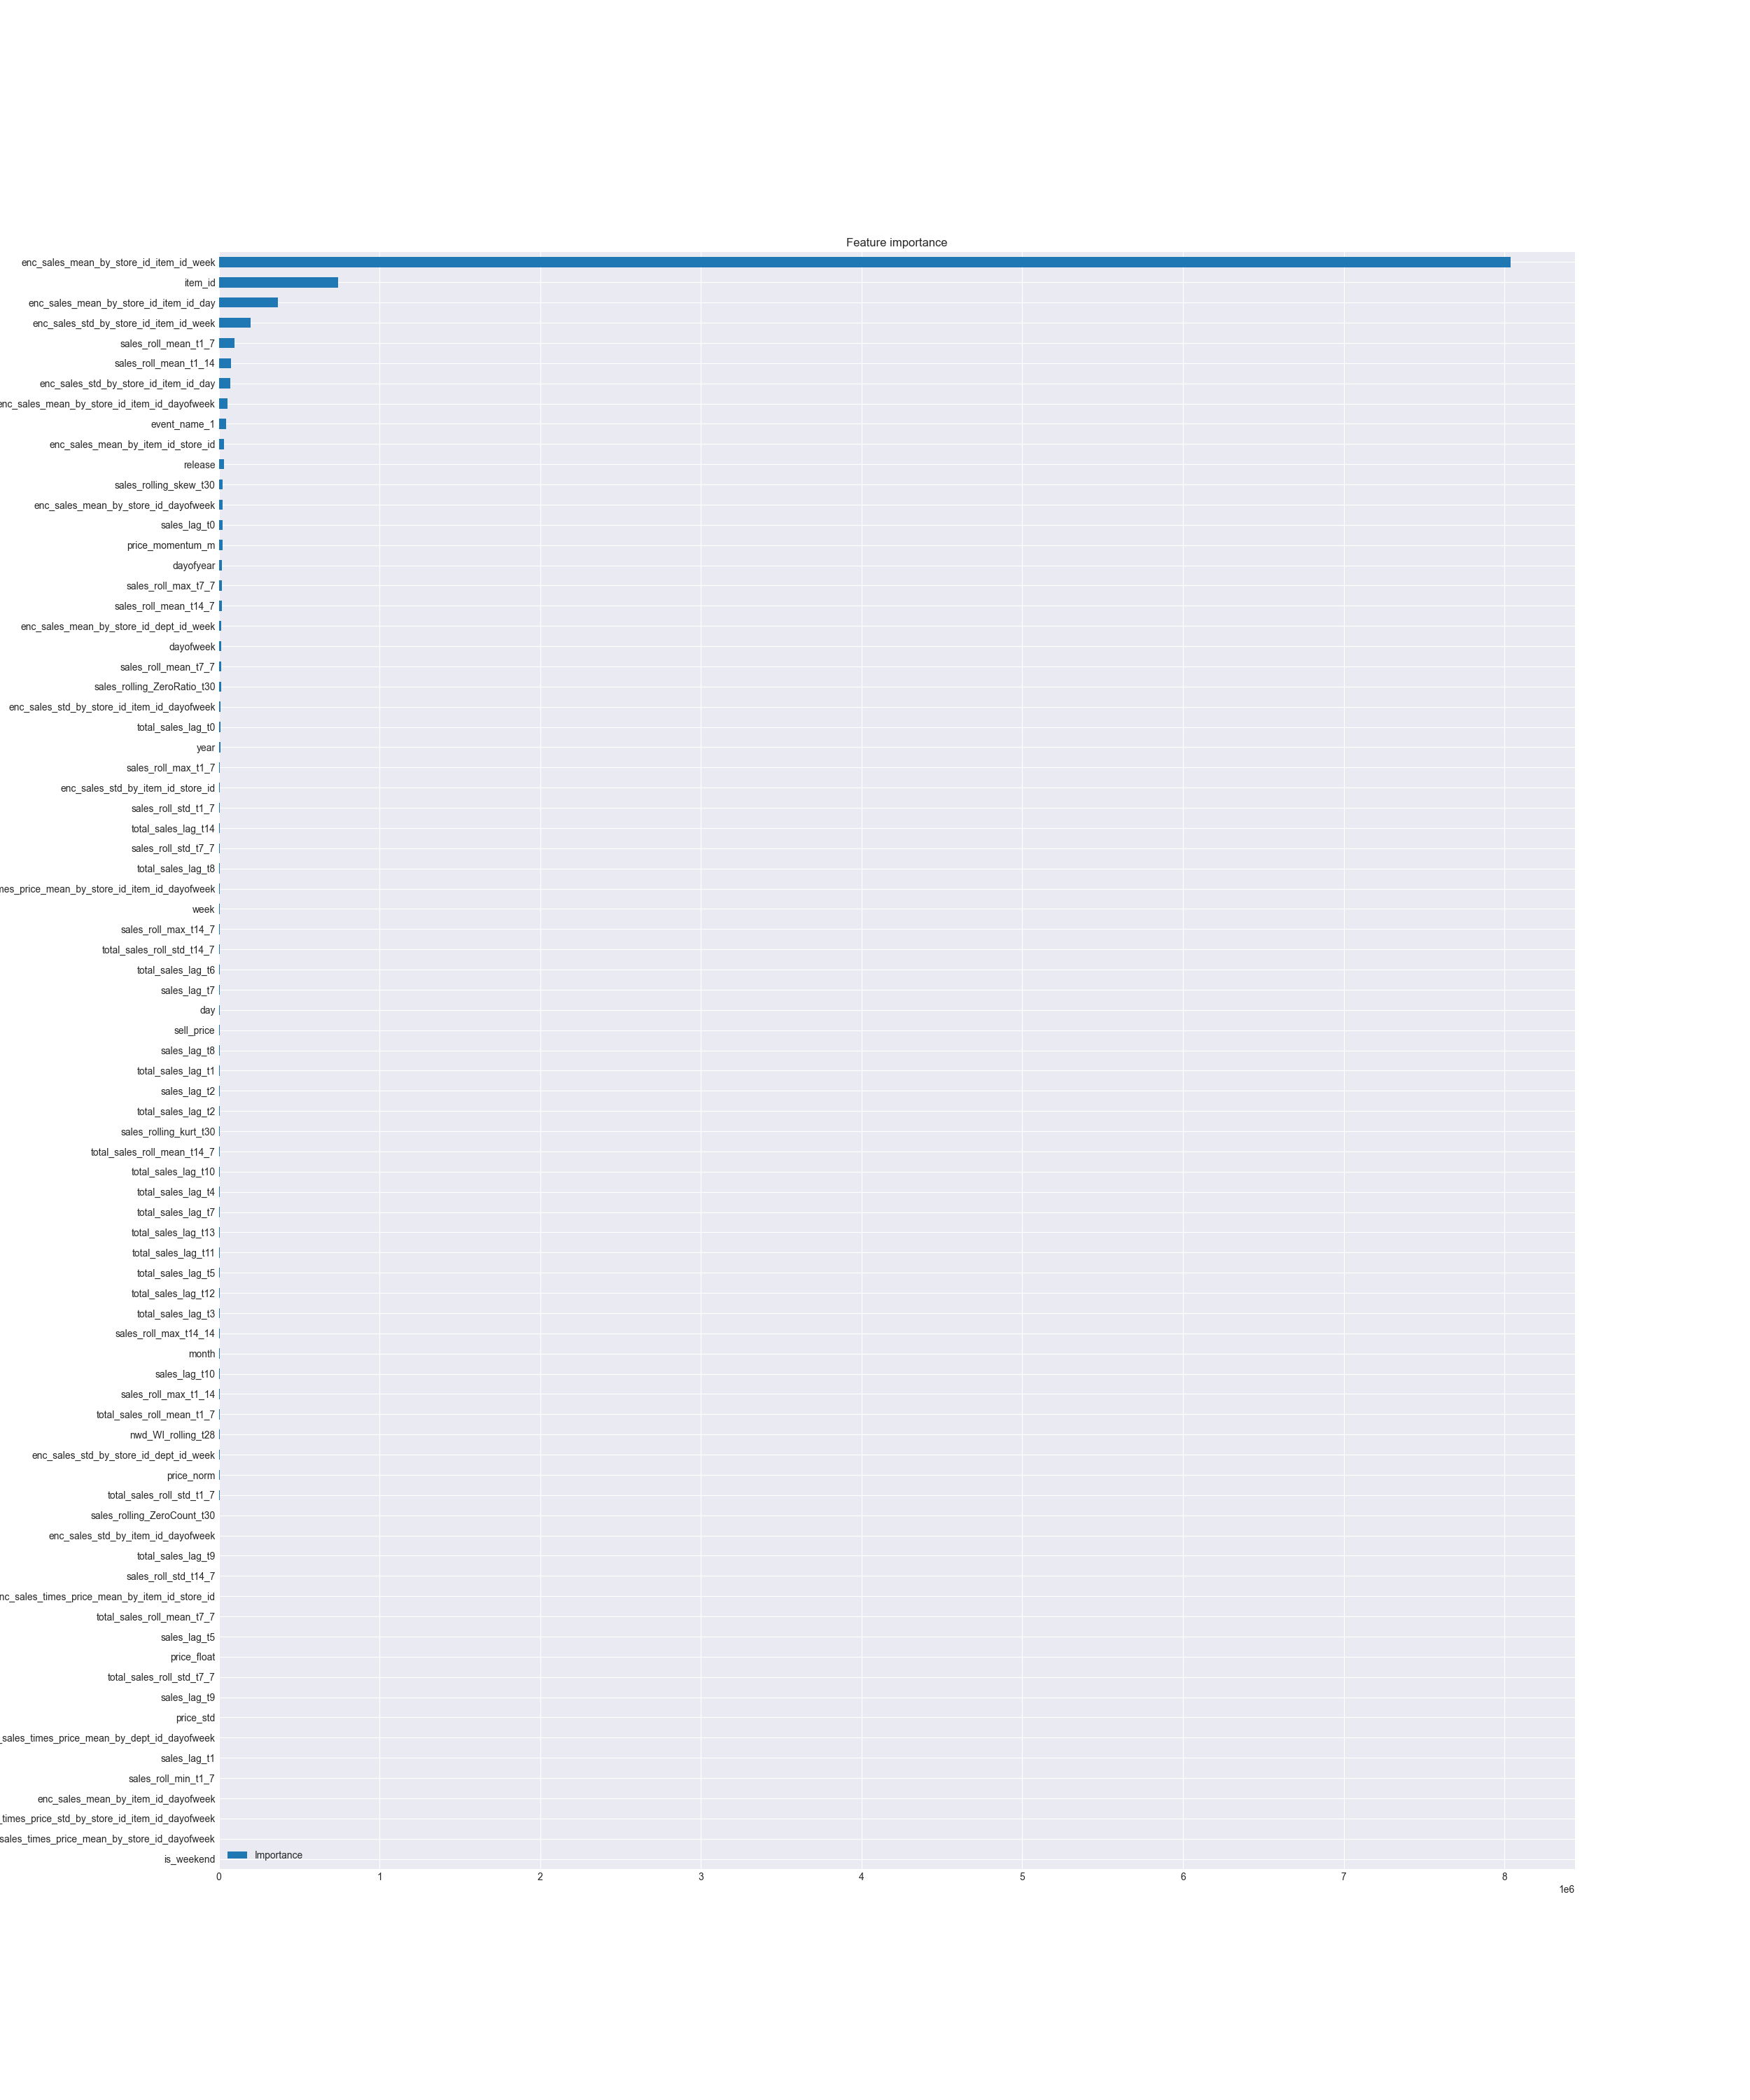 Feature importance
enc_sales_mean_by_store_id_item_id_week
item_id
enc_sales_mean_by_store_id_item_id_day
enc_sales_std_by_store_id_item_id_week
sales_roll_mean_t1_7
sales_roll_mean_t1_14
enc_sales_std_by_store_id_item_id_day
enc_sales_mean_by_store_id_item_id_dayofweek
event_name_1
enc_sales_mean_by_item_id_store_id
release
sales_rolling_skew_t30
enc_sales_mean_by_store_id_dayofweek
sales_lag_t0
price_momentum_m
dayofyear
sales_roll_max_t7_7
sales_roll_mean_t14_7
enc_sales_mean_by_store_id_dept_id_week
dayofweek
sales_roll_mean_t7_7
sales_rolling_ZeroRatio_t30
enc_sales_std_by_store_id_item_id_dayofweek
total_sales_lag_t0
year
sales_roll_max_t1_7
enc_sales_std_by_item_id_store_id
sales_roll_std_t1_7
total_sales_lag_t14
sales_roll_std_t7_7
total_sales_lag_t8
mes_price_mean_by_store_id_item_id_dayofweek
week
sales_roll_max_t14_7
total_sales_roll_std_t14_7
total_sales_lag_t6
sales_lag_t7
day
sell_price
sales_lag_t8
total_sales_lag_t1
sales_lag_t2
total_sales_lag_t2
sales_rolling_kurt_t30
total_sales_roll_mean_t14_7
total_sales_lag_t10
total_sales_lag_t4
total_sales_lag_t7
total_sales_lag_t13
total_sales_lag_t11
total_sales_lag_t5
total_sales_lag_t12
total_sales_lag_t3
sales_roll_max_t14_14
month
sales_lag_t10
sales_roll_max_t1_14
total_sales_roll_mean_t1_7
nwd_WI_rolling_t28
enc_sales_std_by_store_id_dept_id_week
price_norm
total_sales_roll_std_t1_7
sales_rolling_ZeroCount_t30
enc_sales_std_by_item_id_dayofweek
total_sales_lag_t9
sales_roll_std_t14_7
nc_sales_times_price_mean_by_item_id_store_id
total_sales_roll_mean_t7_7
sales_lag_t5
price_float
total_sales_roll_std_t7_7
sales_lag_t9
price_std
_sales_times_price_mean_by_dept_id_dayofweek
sales_lag_t1
sales_roll_min_t1_7
enc_sales_mean_by_item_id_dayofweek
_times_price_std_by_store_id_item_id_dayofweek
sales_times_price_mean_by_store_id_dayofweek
is_weekend
Importance
0 1 2 3 4 5 6 7 8
1e6